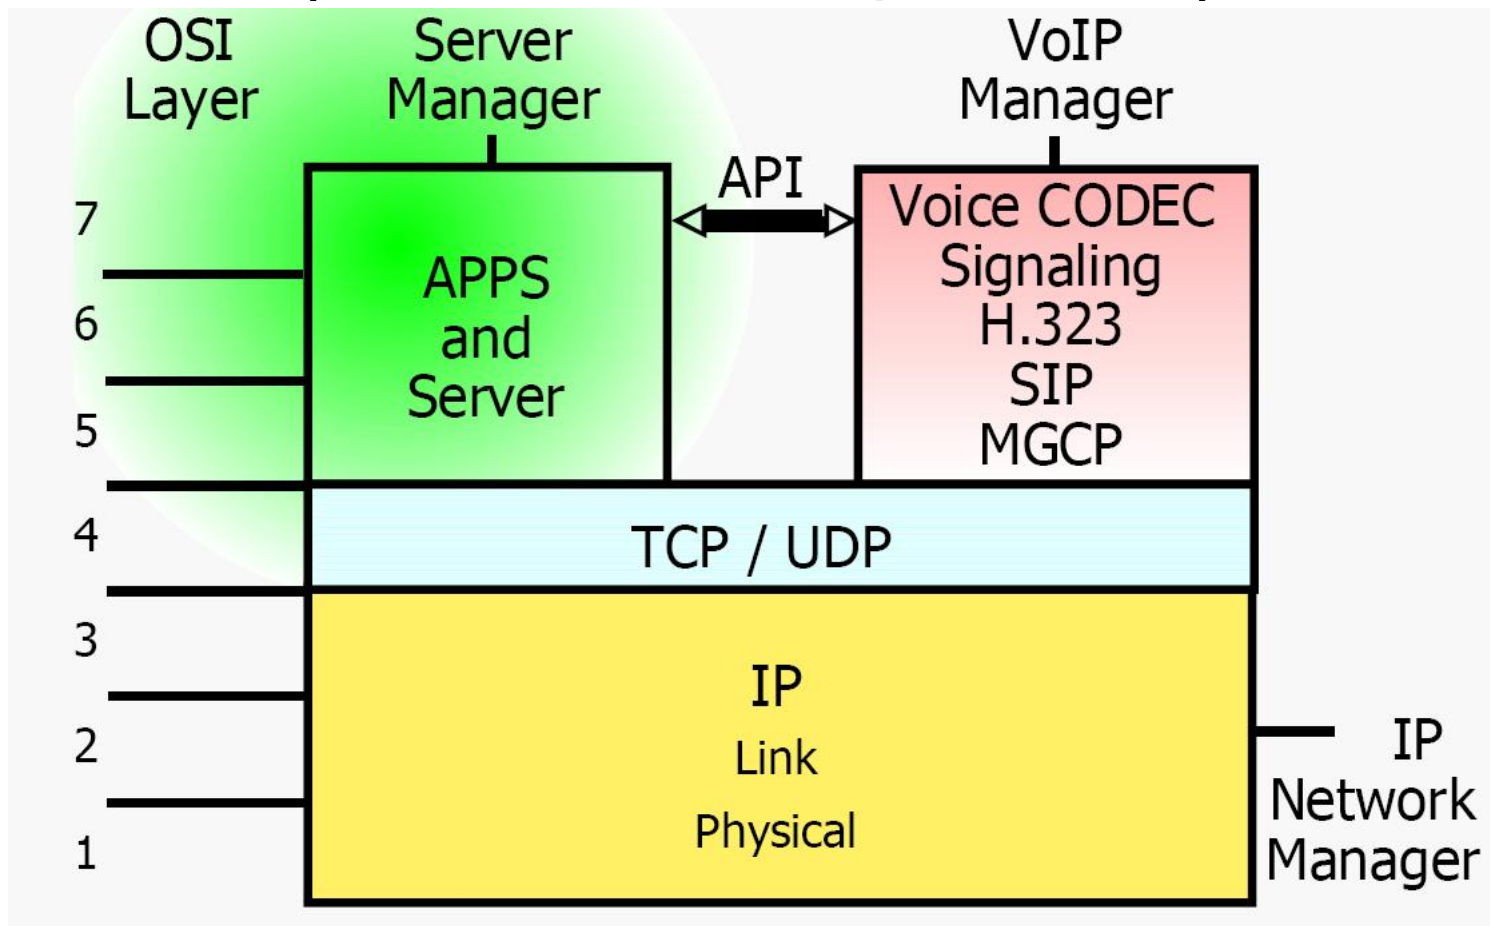 OSI
Layer
Server
Manager
VoIP
Manager
API
7
6
5
4
3
2
1
APPS
and
Server
Voice CODEC
Signaling
H.323
SIP
MGCP
TCP / UDP
IP
Link
Physical
IP
Network
Manager